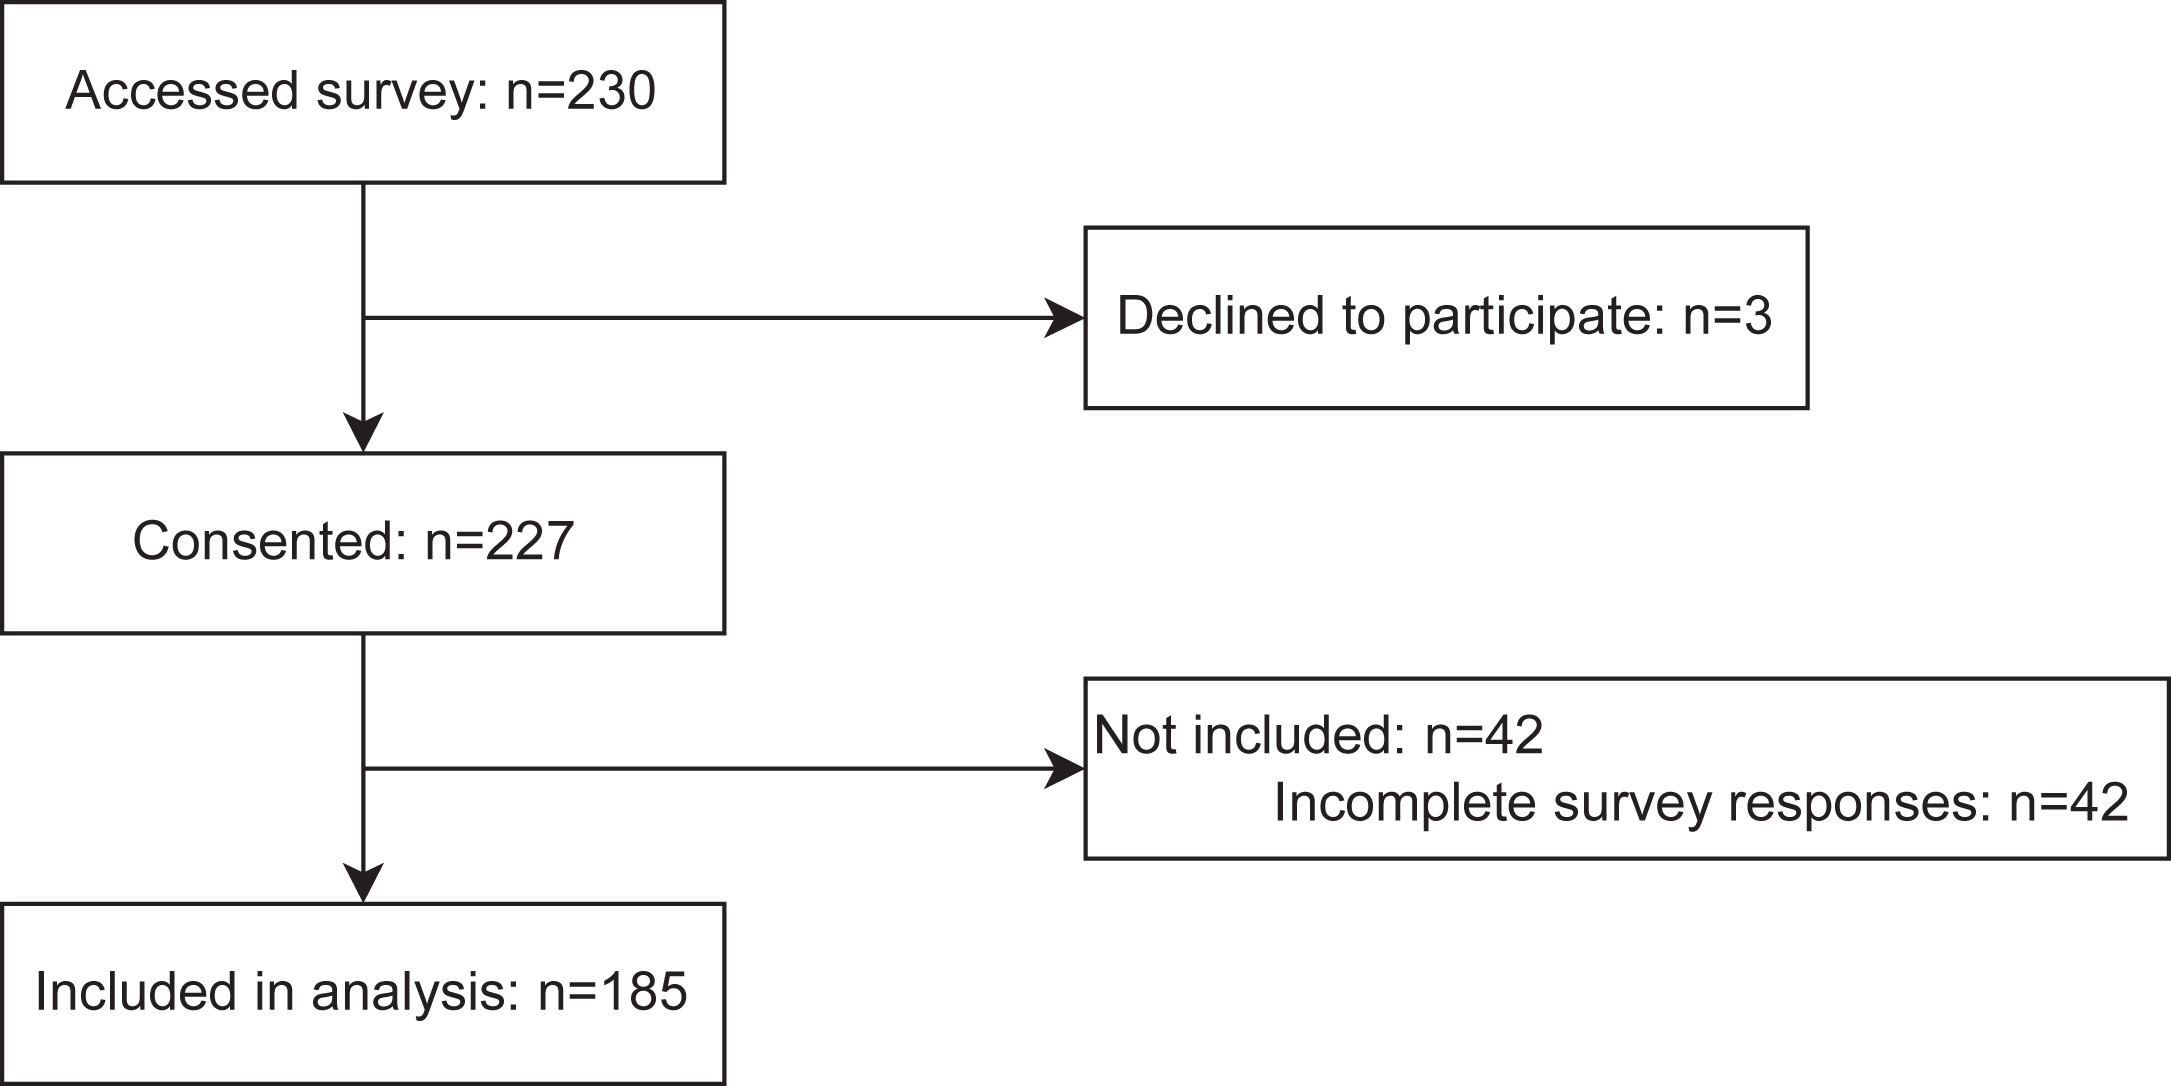 Accessed survey: n=230
Declined to participate: n=3
Consented: n=227
Not included: n=42
Incomplete survey responses: n=42
Included in analysis: n=185